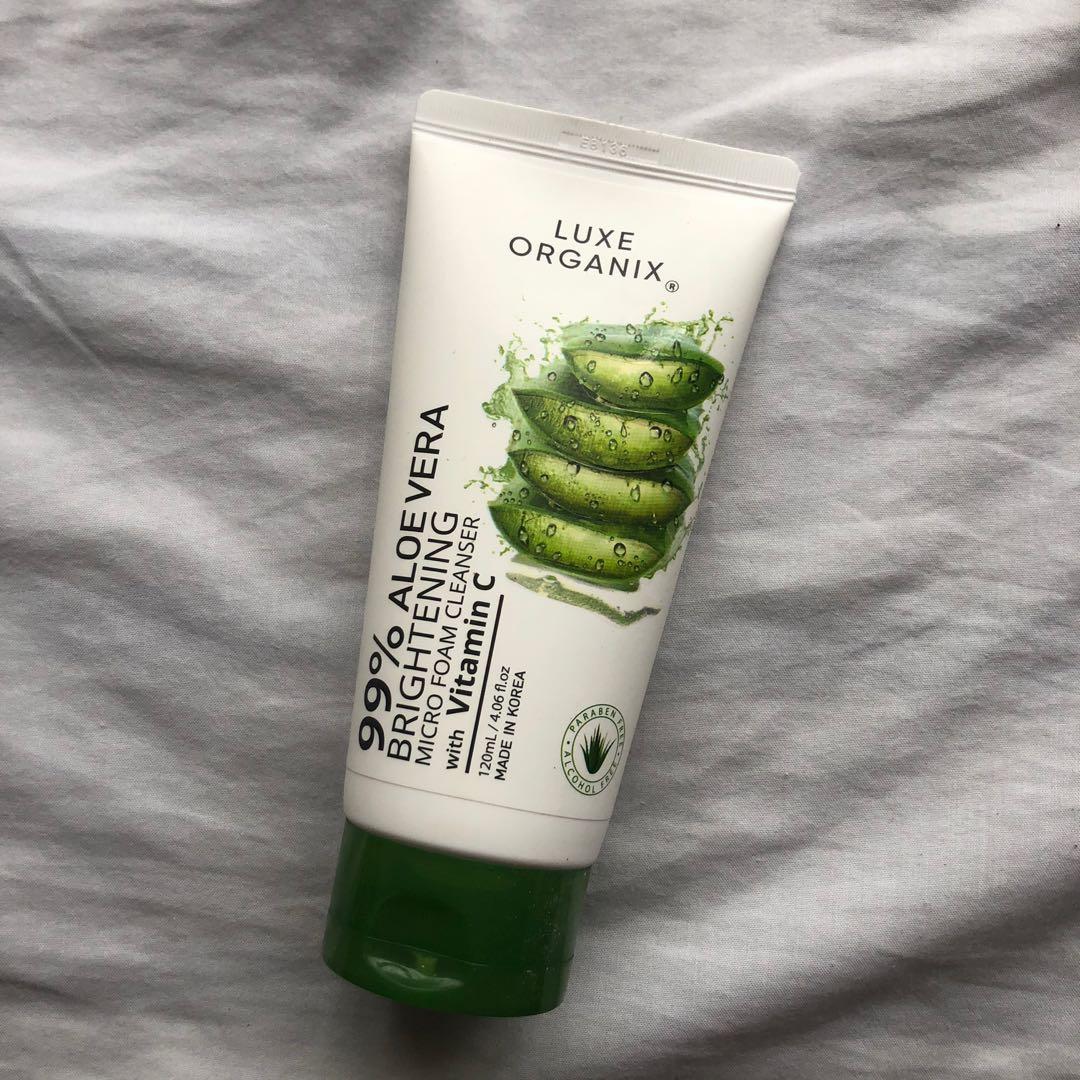 LUXE
ORGANIX®
99% ALOE VERA
BRIGHTENING
MICRO FOAM CLEANSER
with Vitamin C
120mL / 4.06 fl.oz
MADE IN KOREA
PARABEN FREE
ALCOHOL FREE